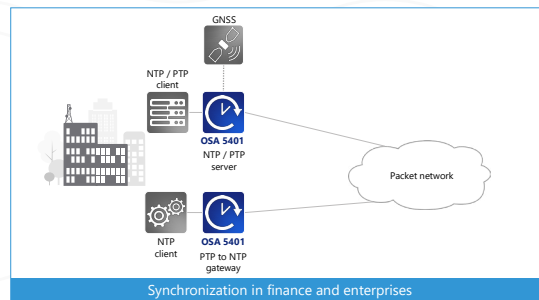 GNSS
NTP / PTP
client
OSA 5401
NTP / PTP
server
Packet network
NTP
client
OSA 5401
PTP to NTP
gateway
Synchronization in finance and enterprises